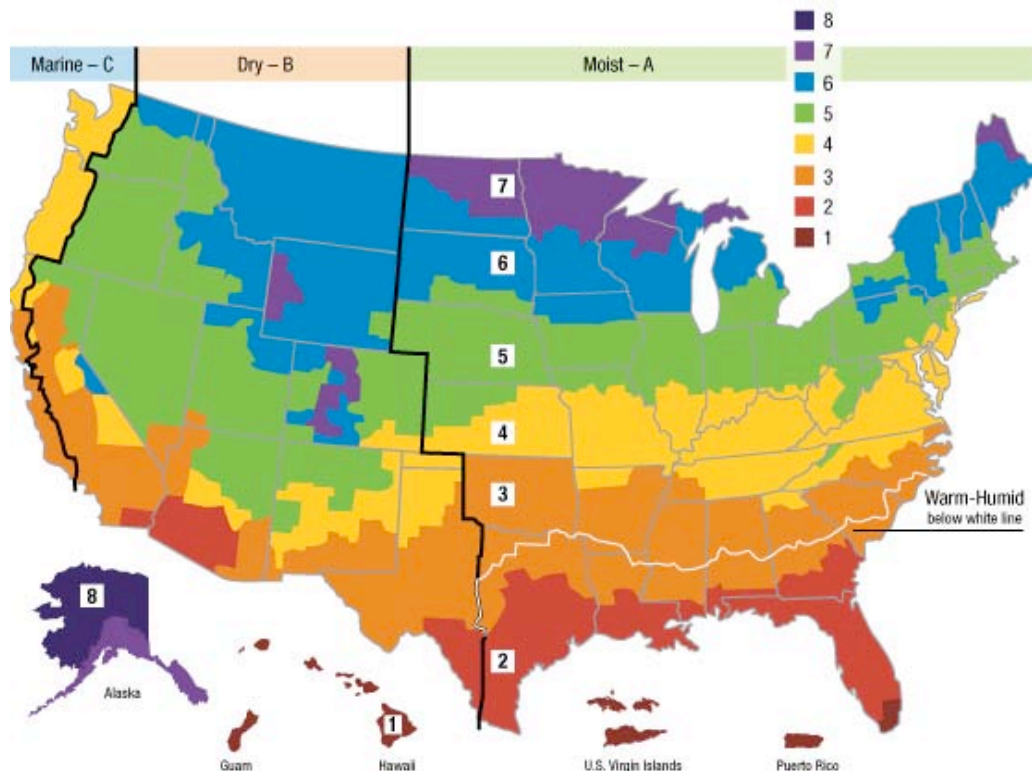 8
7
6
5
4
3
2
1
Marine – C
Dry – B
Moist – A
7
6
5
4
3
Warm-Humid
below white line
8
2
Alaska
1
Guam
Hawaii
U.S. Virgin Islands
Puerto Rico